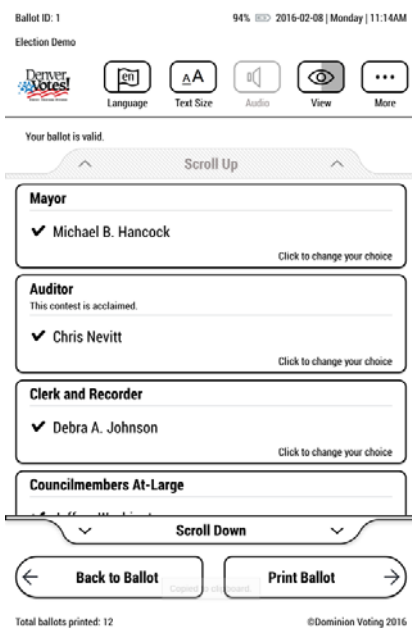 Ballot ID: 1
94% 2016-02-08 | Monday | 11:14AM
Election Demo
Denver Votes!
en
AA
Language
Text Size
Audio
View
More
Your ballot is valid.
Scroll Up
Mayor
Michael B. Hancock
Click to change your choice
Auditor
This contest is acclaimed.
Chris Nevitt
Click to change your choice
Clerk and Recorder
Debra A. Johnson
Click to change your choice
Councilmembers At-Large
Scroll Down
Back to Ballot
Print Ballot
Copied to clipboard.
Total ballots printed: 12
©Dominion Voting 2016